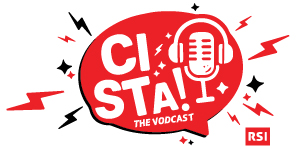 CI
STA!
THE VODCAST
RSI